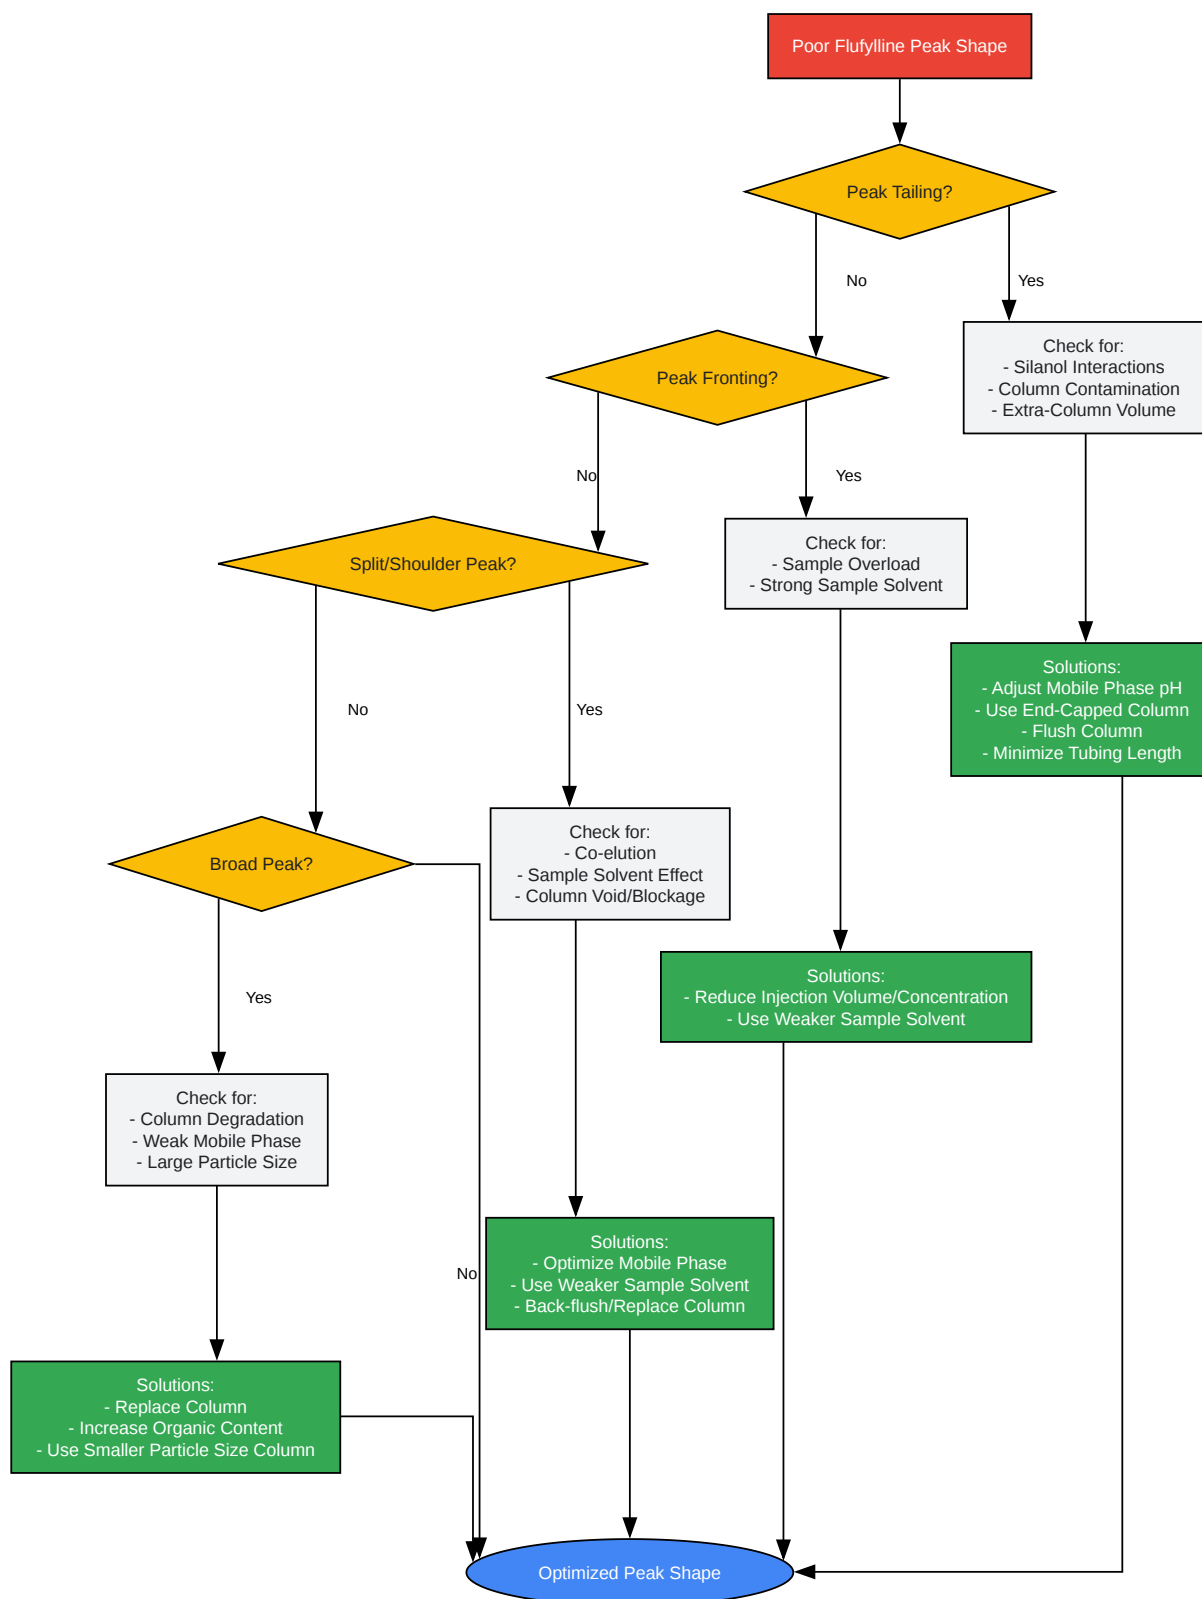 Poor Flufylline Peak Shape
Peak Tailing?
No
Yes
Peak Fronting?
Check for:
- Silanol Interactions
- Column Contamination
- Extra-Column Volume
No
Yes
Split/Shoulder Peak?
Check for:
- Sample Overload
- Strong Sample Solvent
Solutions:
- Adjust Mobile Phase pH
- Use End-Capped Column
- Flush Column
- Minimize Tubing Length
No
Yes
Broad Peak?
Check for:
- Co-elution
- Sample Solvent Effect
- Column Void/Blockage
Solutions:
- Reduce Injection Volume/Concentration
- Use Weaker Sample Solvent
Yes
Check for:
- Column Degradation
- Weak Mobile Phase
- Large Particle Size
No
Solutions:
- Optimize Mobile Phase
- Use Weaker Sample Solvent
- Back-flush/Replace Column
Solutions:
- Replace Column
- Increase Organic Content
- Use Smaller Particle Size Column
Optimized Peak Shape